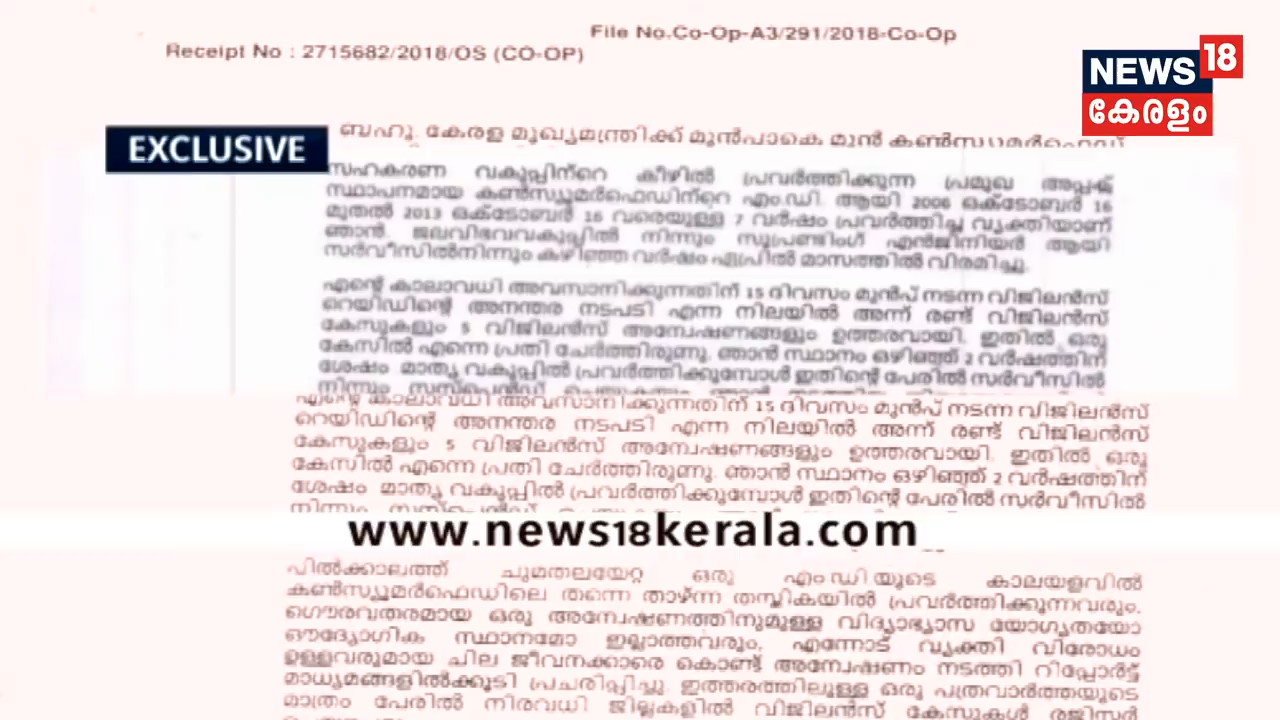 File No.Co-Op-A3/291/2018-Co-Op
Receipt No : 2715682/2018/OS (CO-OP)
NEWS 18
കേരളം
EXCLUSIVE
ബഹു. കേരള മുഖ്യമന്ത്രിക്ക് മുൻപാകെ മുൻ കൺസ്യൂമർഫെഡ്
സഹകരണ വകുപ്പിന്റെ കീഴിൽ പ്രവർത്തിക്കുന്ന പ്രമുഖ അപ്പക്സ്
സ്ഥാപനമായ കൺസ്യൂമർഫെഡിന്റെ എം.ഡി. ആയി 2006 ഒക്ടോബർ 16
മുതൽ 2013 ഒക്ടോബർ 16 വരെയുള്ള 7 വർഷം പ്രവർത്തിച്ച വ്യക്തിയാണ്
ഞാൻ. ജലവിഭവവകുപ്പിൽ നിന്നും സൂപ്രണ്ടിംഗ് എൻജിനിയർ ആയി
സർവീസിൽനിന്നും കഴിഞ്ഞ വർഷം ഏപ്രിൽ മാസത്തിൽ വിരമിച്ചു.
എന്റെ കാലാവധി അവസാനിക്കുന്നതിന് 15 ദിവസം മുൻപ് നടന്ന വിജിലൻസ്
റെയിഡിന്റെ അനന്തര നടപടി എന്ന നിലയിൽ അന്ന് രണ്ട് വിജിലൻസ്
കേസുകളും 5 വിജിലൻസ് അന്വേഷണങ്ങളും ഉത്തരവായി. ഇതിൽ ഒരു
കേസിൽ എന്നെ പ്രതി ചേർത്തിരുന്നു. ഞാൻ സ്ഥാനം ഒഴിഞ്ഞ് 2 വർഷത്തിന്
ശേഷം മാതൃ വകുപ്പിൽ പ്രവർത്തിക്കുമ്പോൾ ഇതിന്റെ പേരിൽ സർവീസിൽ
നിന്നും സസ്പെൻഡ്
എന്റെ കാലാവധി അവസാനിക്കുന്നതിന് 15 ദിവസം മുൻപ് നടന്ന വിജിലൻസ്
റെയിഡിന്റെ അനന്തര നടപടി എന്ന നിലയിൽ അന്ന് രണ്ട് വിജിലൻസ്
കേസുകളും 5 വിജിലൻസ് അന്വേഷണങ്ങളും ഉത്തരവായി. ഇതിൽ ഒരു
കേസിൽ എന്നെ പ്രതി ചേർത്തിരുന്നു. ഞാൻ സ്ഥാനം ഒഴിഞ്ഞ് 2 വർഷത്തിന്
ശേഷം മാതൃ വകുപ്പിൽ പ്രവർത്തിക്കുമ്പോൾ ഇതിന്റെ പേരിൽ സർവീസിൽ
www.news18kerala.com
പിൽക്കാലത്ത് ചുമതലയേറ്റ ഒരു എം.ഡി യുടെ കാലയളവിൽ
കൺസ്യൂമർഫെഡിലെ തന്നെ താഴ്ന്ന തസ്തികയിൽ പ്രവർത്തിക്കുന്നവരും,
ഗൌരവതരമായ ഒരു അന്വേഷണത്തിനുമുള്ള വിദ്യാഭ്യാസ യോഗ്യതയോ
ഔദ്യോഗിക സ്ഥാനമോ ഇല്ലാത്തവരും, എന്നോട് വ്യക്തി വിരോധം
ഉള്ളവരുമായ ചില ജീവനക്കാരെ കൊണ്ട് അന്വേഷണം നടത്തി റിപ്പോർട്ട്
മാധ്യമങ്ങളിൽക്കൂടി പ്രചരിപ്പിച്ചു. ഇത്തരത്തിലുള്ള ഒരു പത്രവാർത്തയുടെ
മാത്രം പേരിൽ നിരവധി ജില്ലകളിൽ വിജിലൻസ് കേസുകൾ രജിസ്റ്റർ